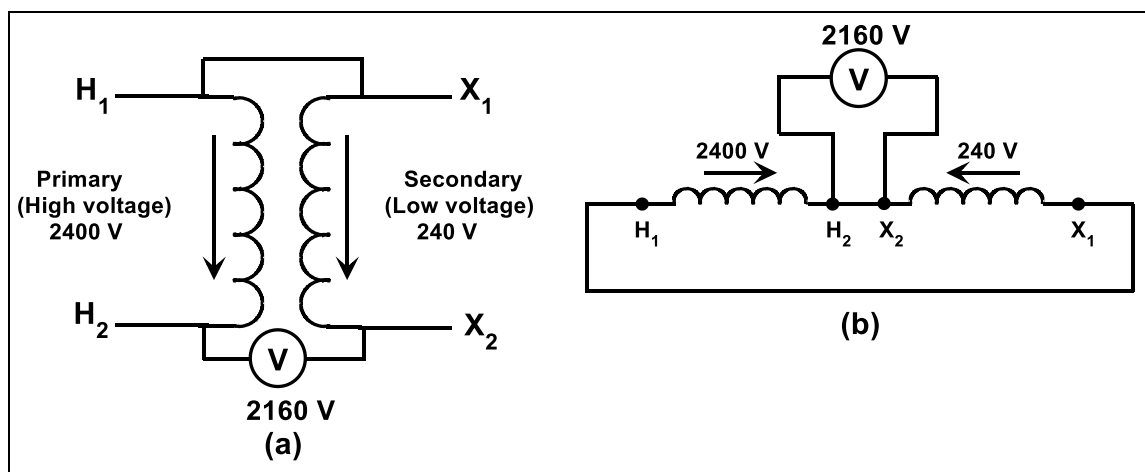 H1
X1
Primary
(High voltage)
2400 V
Secondary
(Low voltage)
240 V
H2
X2
V
2160 V
(a)
2160 V
V
2400 V
240 V
H1
H2
X2
X1
(b)